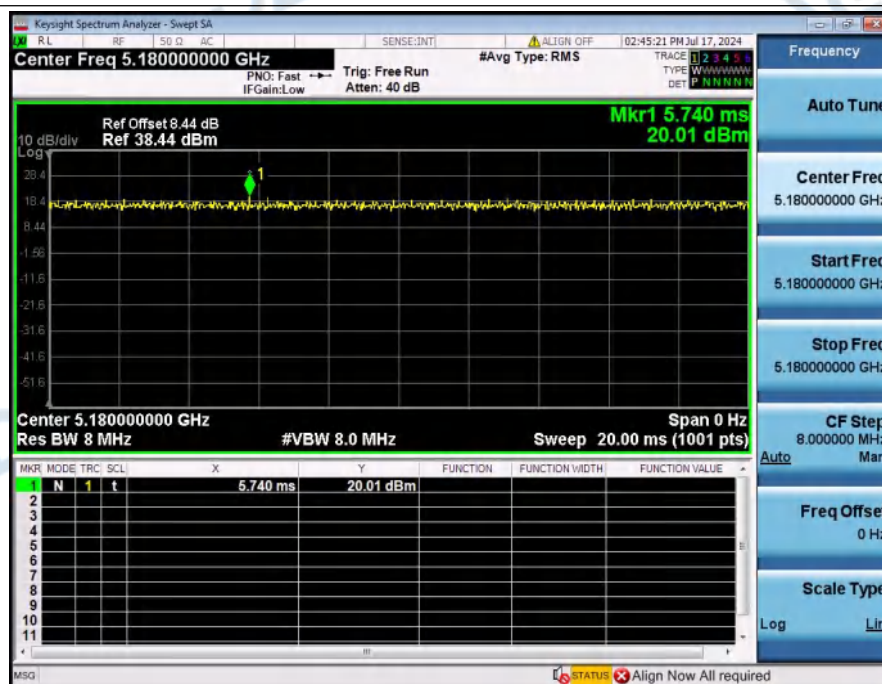 Keysight Spectrum Analyzer - Swept SA
LXI RL RF 50 Ω AC SENSE:INT ALIGN OFF 02:45:21 PM Jul 17, 2024
Center Freq 5.180000000 GHz #Avg Type: RMS TRACE 1 2 3 4 5 6
PNO: Fast Trig: Free Run TYPE W
IFGain:Low Atten: 40 dB DET P N N N N N
Mkr1 5.740 ms
20.01 dBm
Ref Offset 8.44 dB
10 dB/div Ref 38.44 dBm
Log
28.4
1
18.4
8.44
-1.56
-11.6
-21.6
-31.6
-41.6
-51.6
Center 5.180000000 GHz Span 0 Hz
Res BW 8 MHz #VBW 8.0 MHz Sweep 20.00 ms (1001 pts)
MKR MODE TRC SCL X Y FUNCTION FUNCTION WIDTH FUNCTION VALUE
1 N 1 t 5.740 ms 20.01 dBm
2
3
4
5
6
7
8
9
10
11
MSG STATUS Align Now All required
Frequency
Auto Tune
Center Freq
5.180000000 GHz
Start Freq
5.180000000 GHz
Stop Freq
5.180000000 GHz
CF Step
8.000000 MHz
Auto Man
Freq Offset
0 Hz
Scale Type
Log Lin